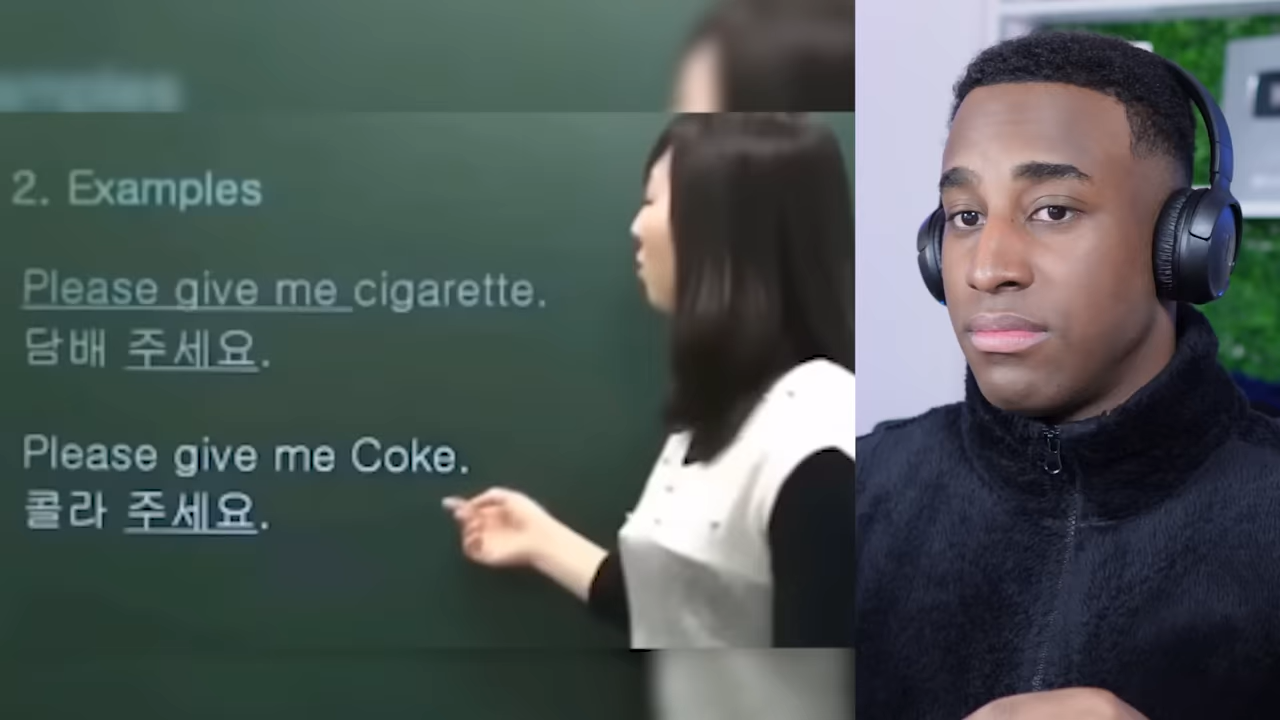 2. Examples
Please give me cigarette.
담배 주세요.
Please give me Coke.
콜라 주세요.